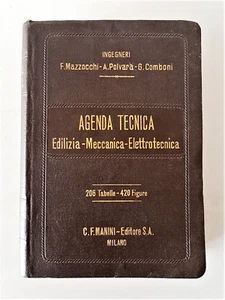 INGEGNERI
F. Mazzocchi - A. Polvarà - G. Comboni
AGENDA TECNICA
Edilizia - Meccanica - Elettrotecnica
206 Tabelle - 420 Figure
C. F. MANINI - Editore S.A.
MILANO